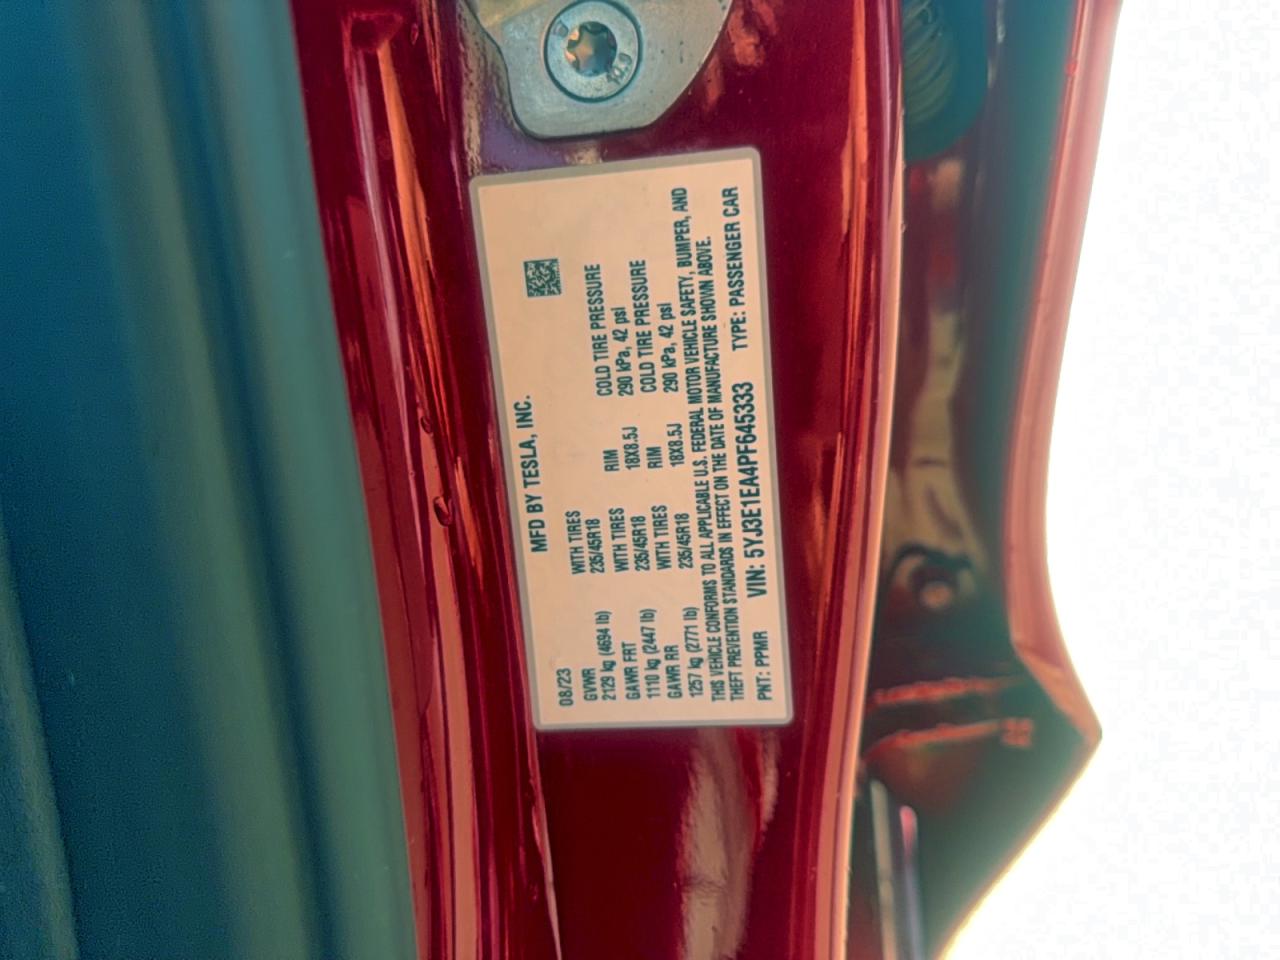 10.9
MFD BY TESLA, INC.
08/23
GVWR WITH TIRES RIM COLD TIRE PRESSURE
2129 kg (4694 lb) 235/45R18 18X8.5J 290 kPa, 42 psi
GAWR FRT WITH TIRES RIM COLD TIRE PRESSURE
1110 kg (2447 lb) 235/45R18 18X8.5J 290 kPa, 42 psi
GAWR RR WITH TIRES
1257 kg (2771 lb) 235/45R18
THIS VEHICLE CONFORMS TO ALL APPLICABLE U.S. FEDERAL MOTOR VEHICLE SAFETY, BUMPER, AND
THEFT PREVENTION STANDARDS IN EFFECT ON THE DATE OF MANUFACTURE SHOWN ABOVE.
PNT: PPMR VIN: 5YJ3E1EA4PF645333 TYPE: PASSENGER CAR